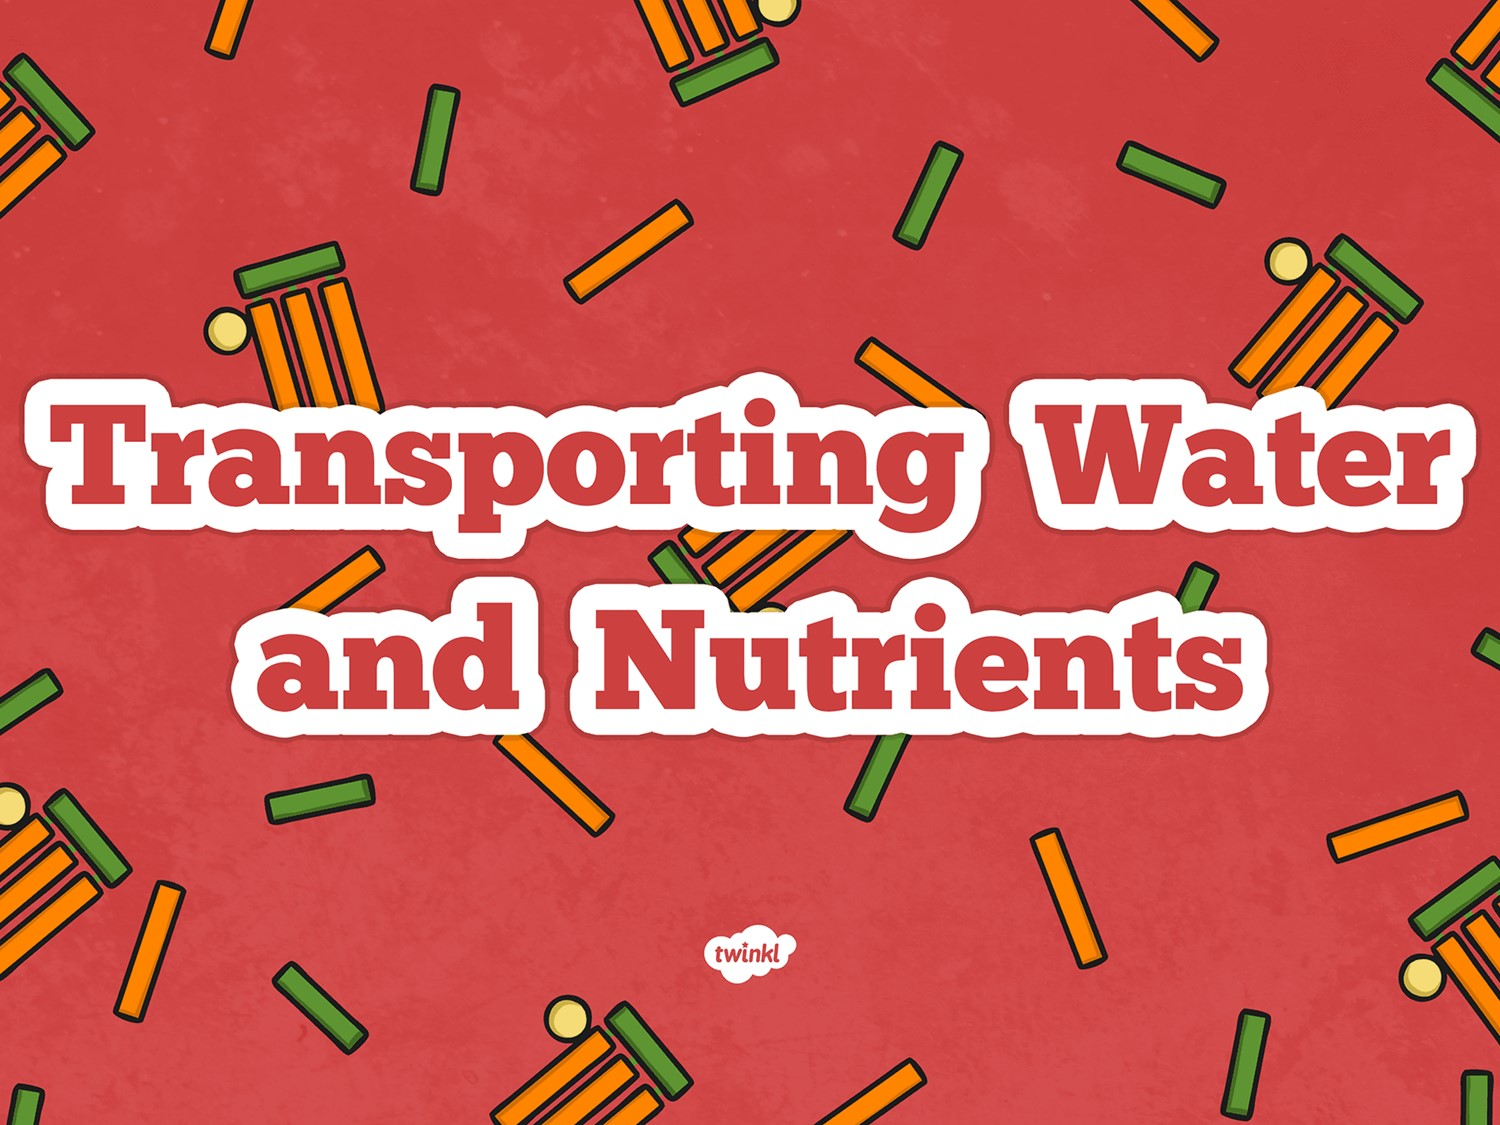 Transporting Water
and Nutrients
twinkl